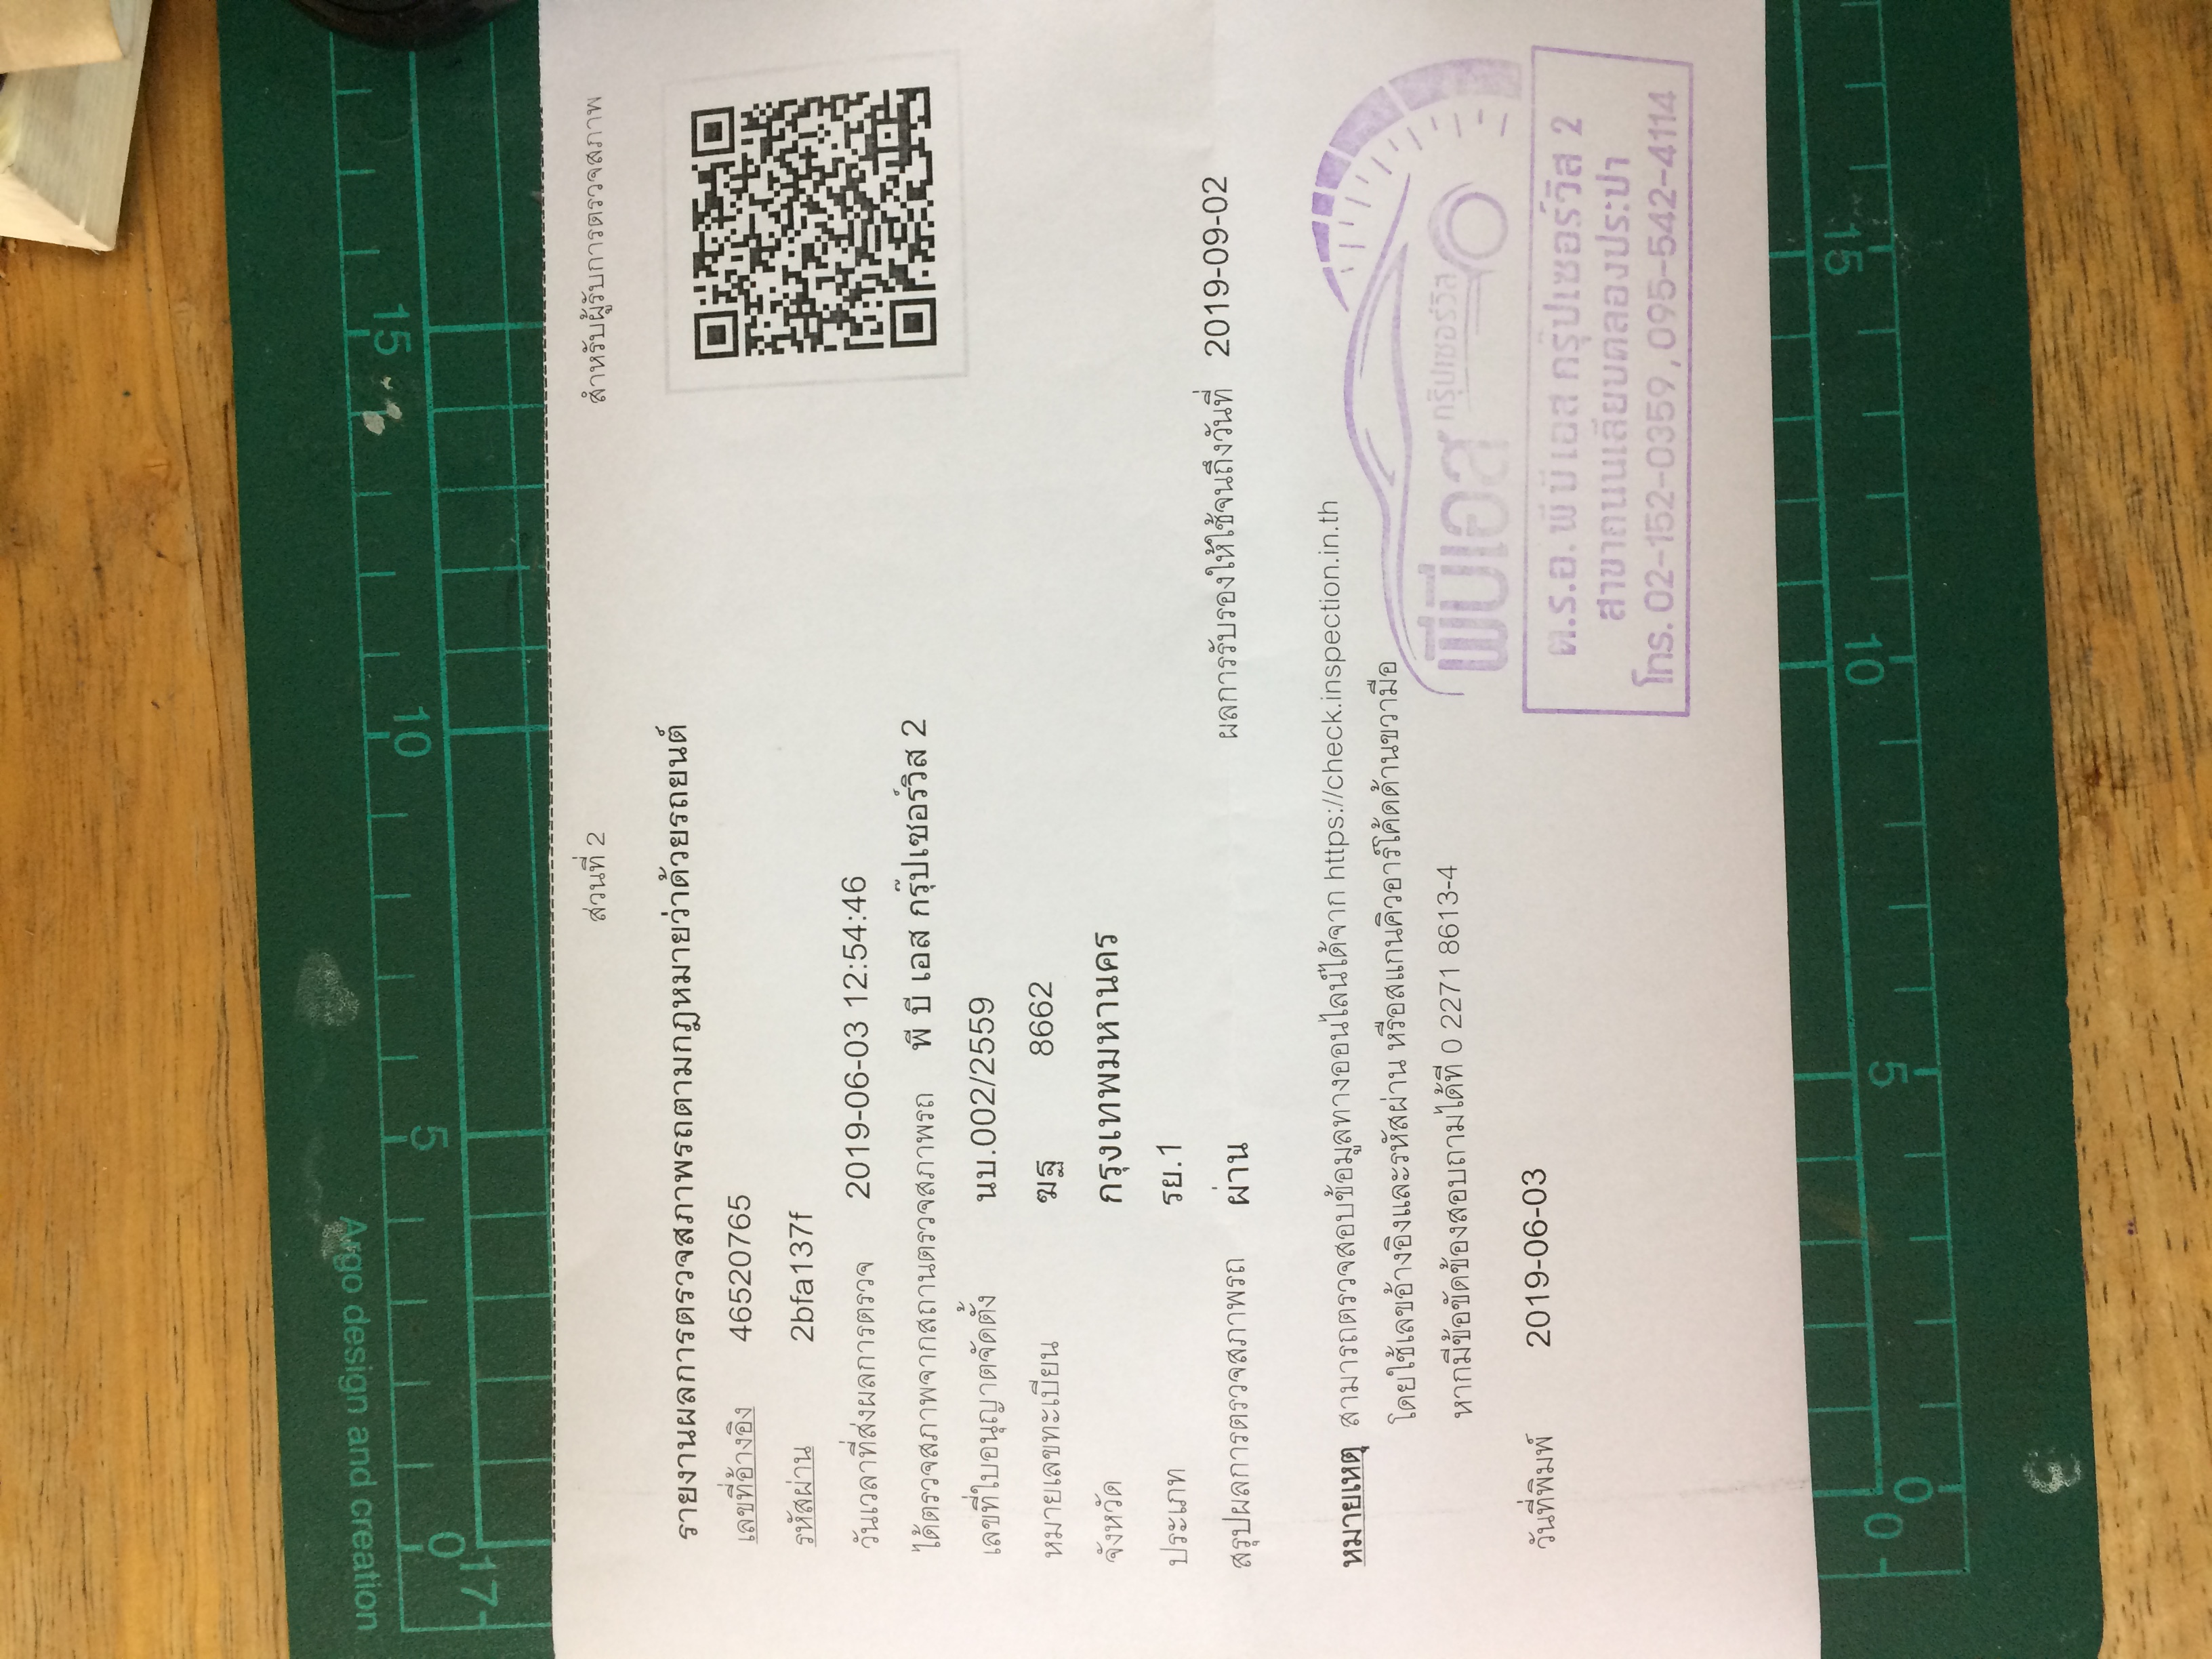 Argo design and creation
0 5 10 15
17
ส่วนที่ 2
สำหรับผู้รับการตรวจสภาพ
รายงานผลการตรวจสภาพรถตามกฎหมายว่าด้วยรถยนต์
เลขที่อ้างอิง 46520765
รหัสผ่าน 2bfa137f
วันเวลาที่ส่งผลการตรวจ 2019-06-03 12:54:46
ได้ตรวจสภาพจากสถานตรวจสภาพรถ พี บี เอส กรุ๊ปเซอร์วิส 2
เลขที่ใบอนุญาตจัดตั้ง นบ.002/2559
หมายเลขทะเบียน ฆฐ 8662
จังหวัด กรุงเทพมหานคร
ประเภท รย.1
สรุปผลการตรวจสภาพรถ ผ่าน ผลการรับรองให้ใช้จนถึงวันที่ 2019-09-02
หมายเหตุ สามารถตรวจสอบข้อมูลทางออนไลน์ได้จาก https://check.inspection.in.th
โดยใช้เลขอ้างอิงและรหัสผ่าน หรือสแกนคิวอาร์โค้ดด้านขวามือ
หากมีข้อขัดข้องสอบถามได้ที่ 0 2271 8613-4
วันที่พิมพ์ 2019-06-03
พีบีเอส กรุ๊ปเซอร์วิส
ต.ร.อ. พี บี เอส กรุ๊ปเซอร์วิส 2
สาขาถนนเลียบคลองประปา
โทร. 02-152-0359, 095-542-4114
0
0 5 10 15
3